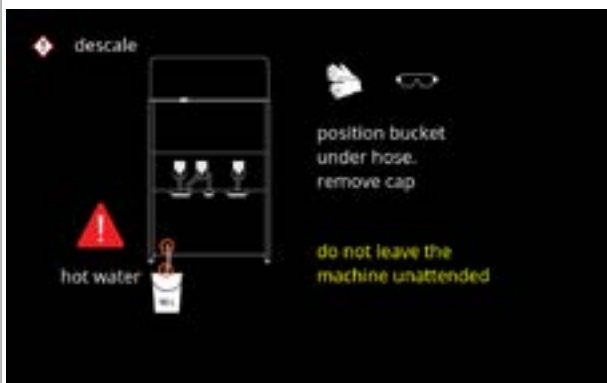 descale
position bucket
under hose.
remove cap
hot water
do not leave the
machine unattended